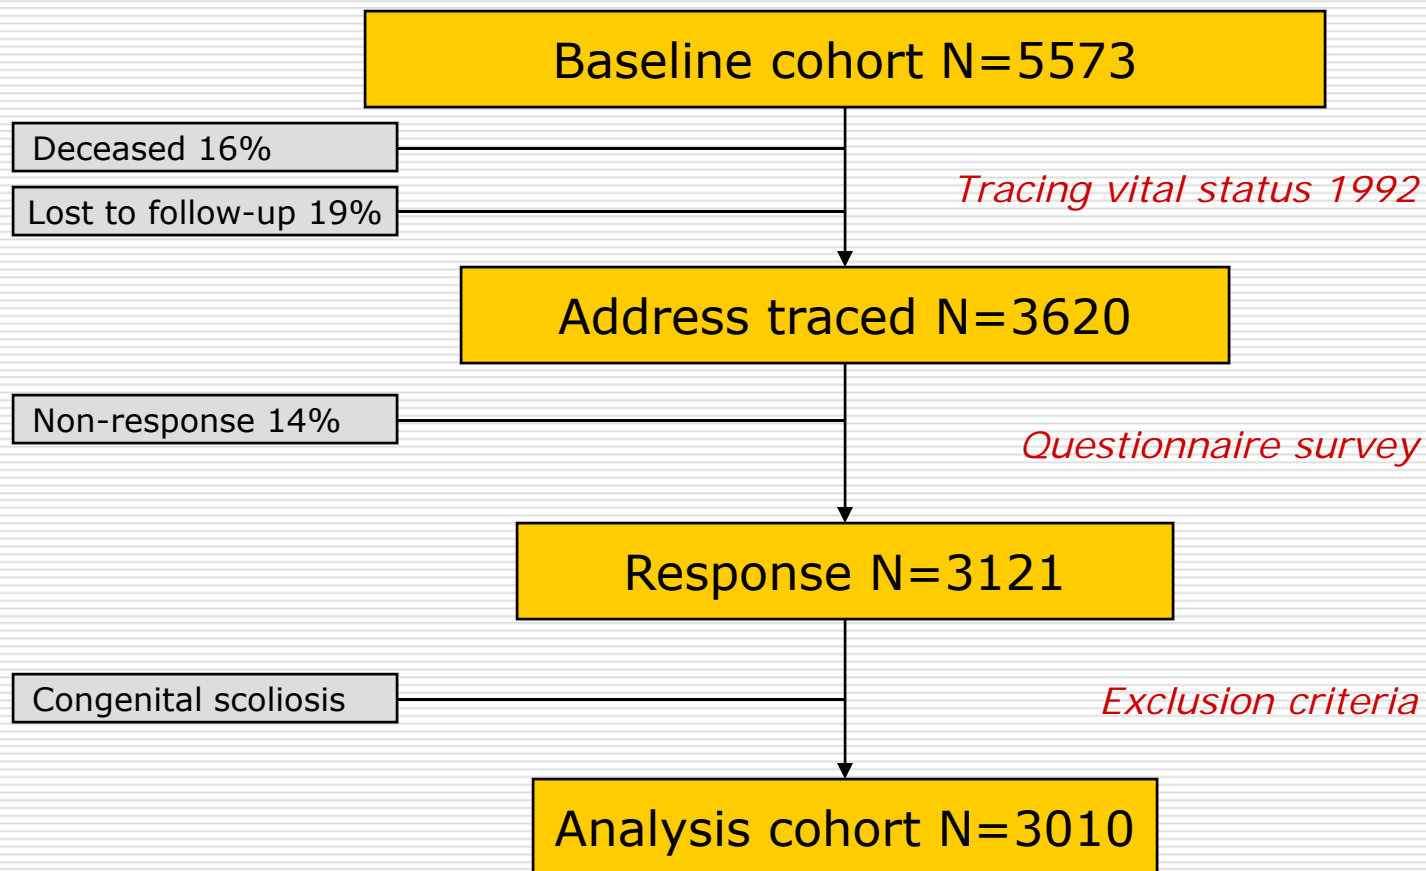 Baseline cohort N=5573
Deceased 16%
Tracing vital status 1992
Lost to follow-up 19%
Address traced N=3620
Non-response 14%
Questionnaire survey
Response N=3121
Congenital scoliosis
Exclusion criteria
Analysis cohort N=3010